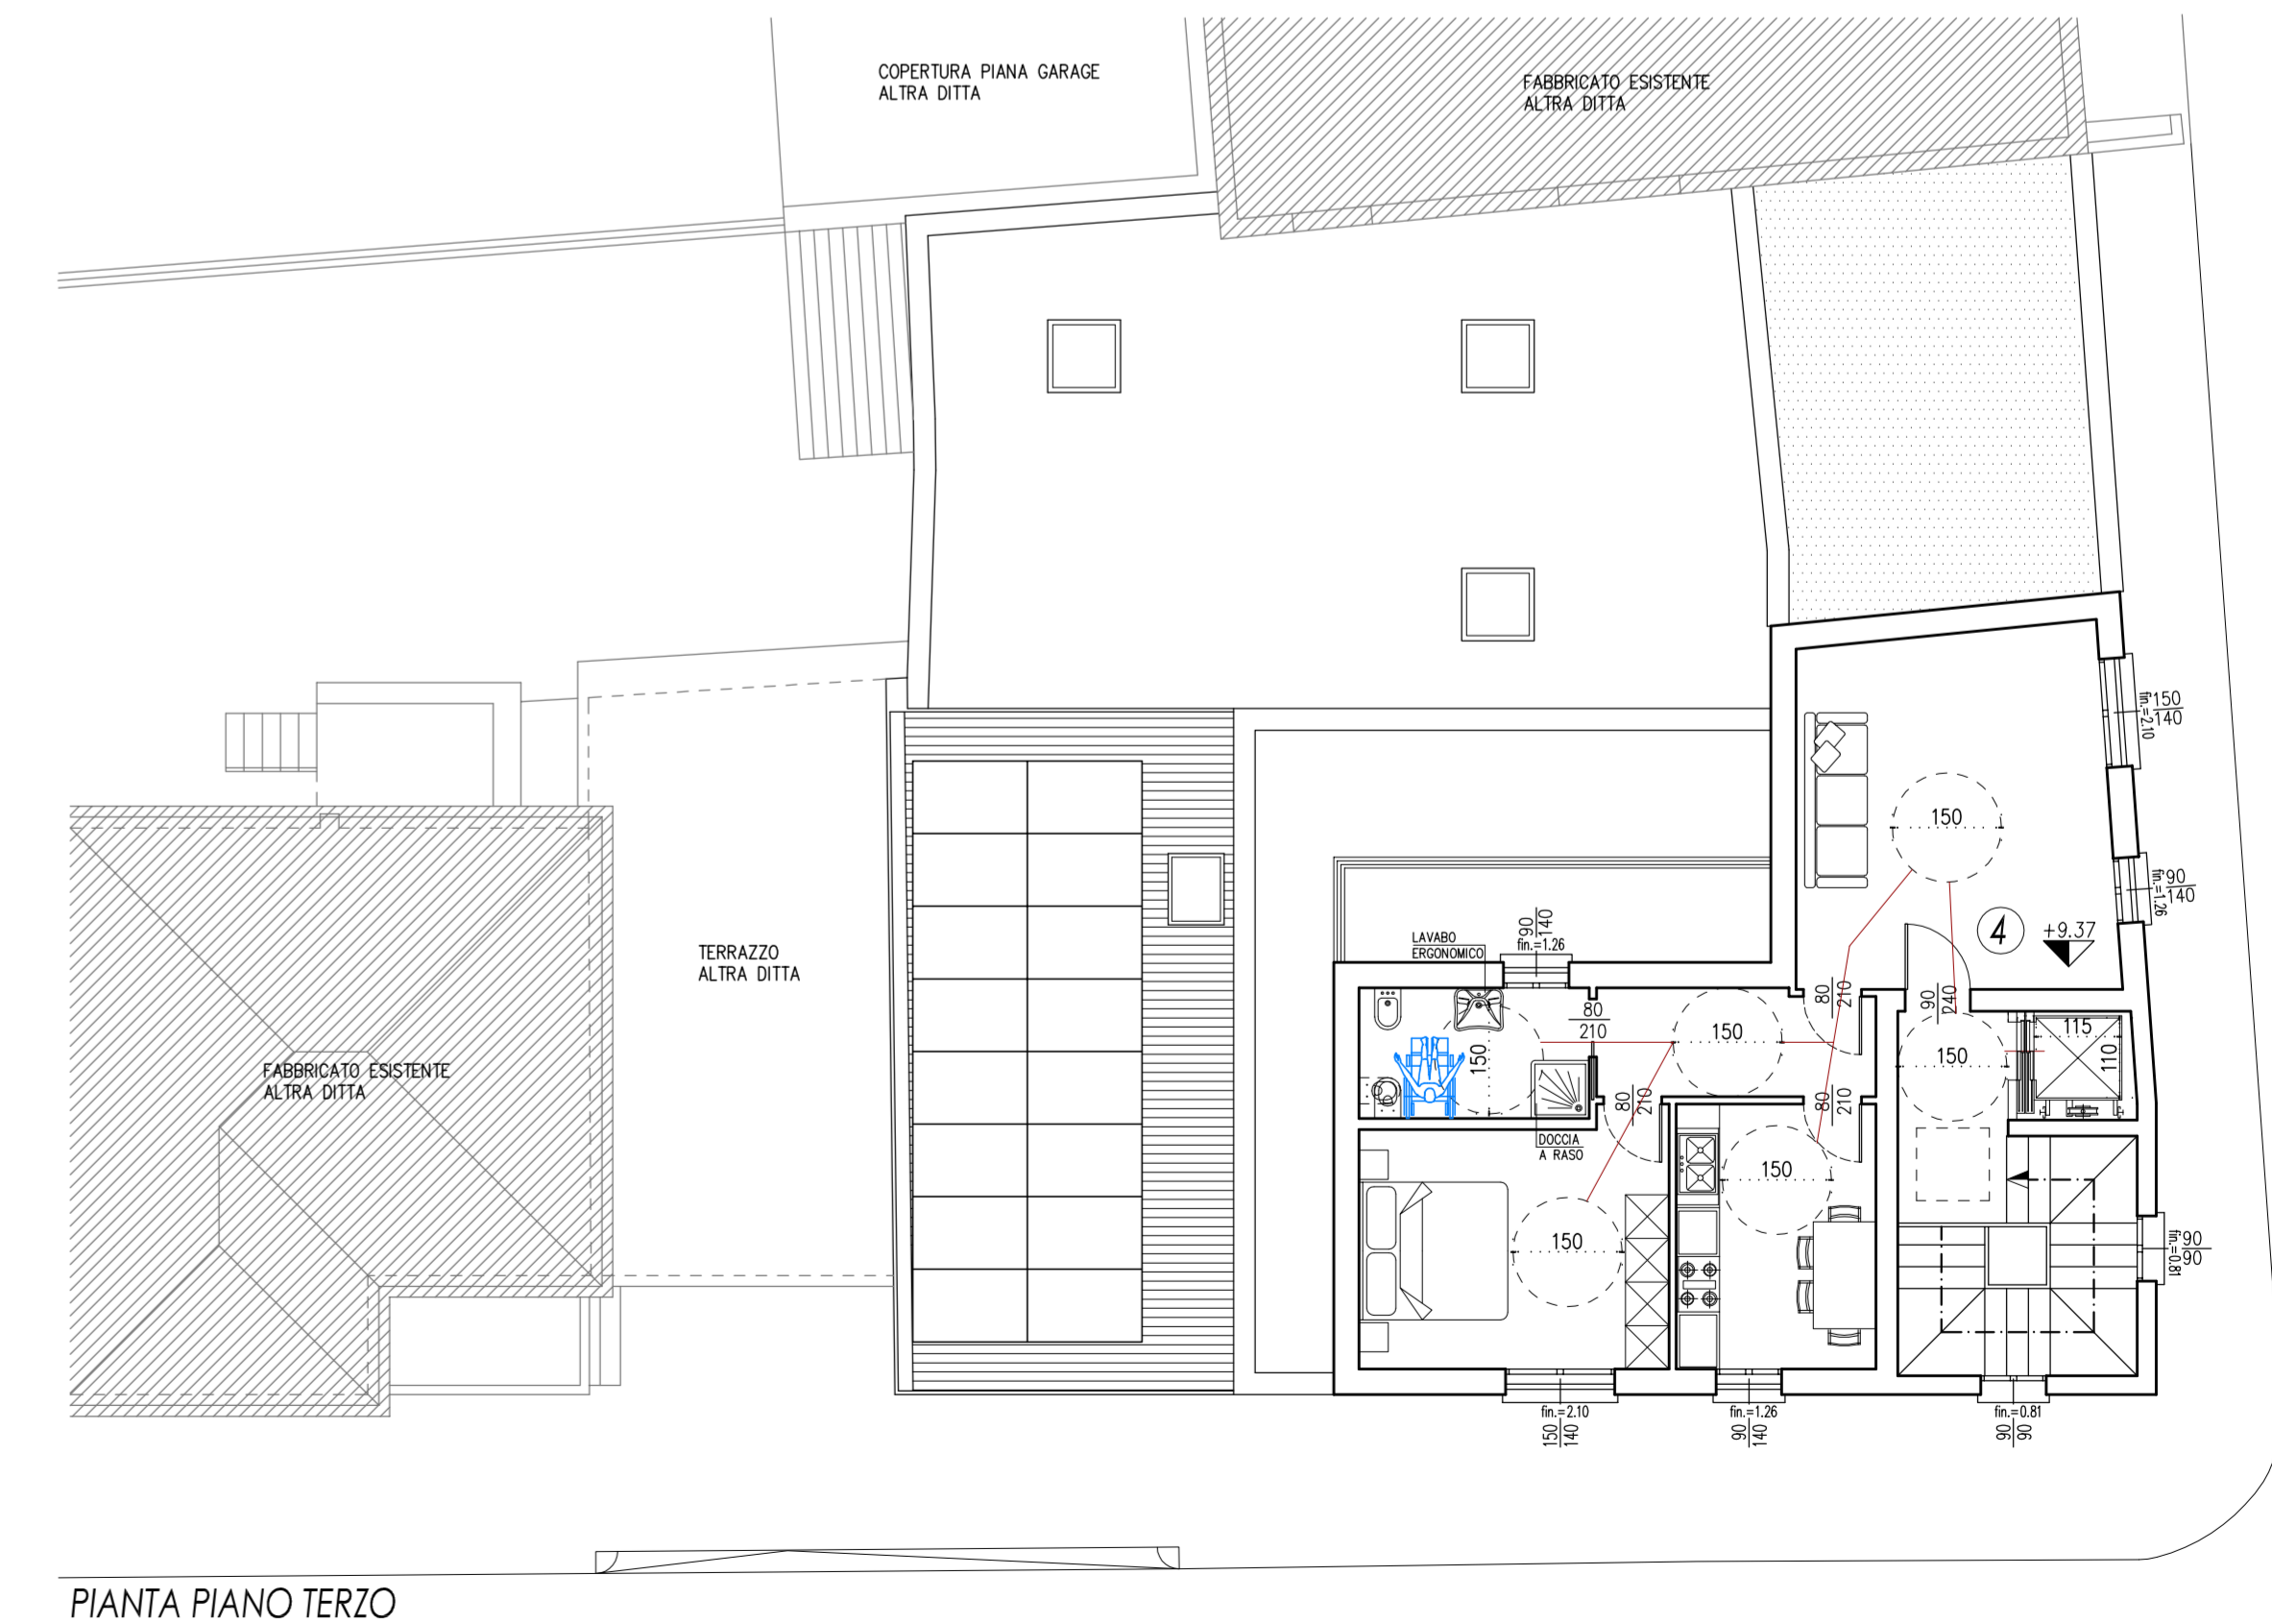 COPERTURA PIANA GARAGE
ALTRA DITTA
FABBRICATO ESISTENTE
ALTRA DITTA
150
140
fin.=2.10
150
90
140
fin.=1.26
4
+9.37
LAVABO
ERGONOMICO
90
140
fin.=1.26
TERRAZZO
ALTRA DITTA
80
210
80
210
90
240
150
150
150
115
110
FABBRICATO ESISTENTE
ALTRA DITTA
80
210
80
210
DOCCIA
A RASO
150
150
90
90
fin.=0.81
fin.=2.10
150
140
fin.=1.26
90
140
fin.=0.81
90
90
PIANTA PIANO TERZO